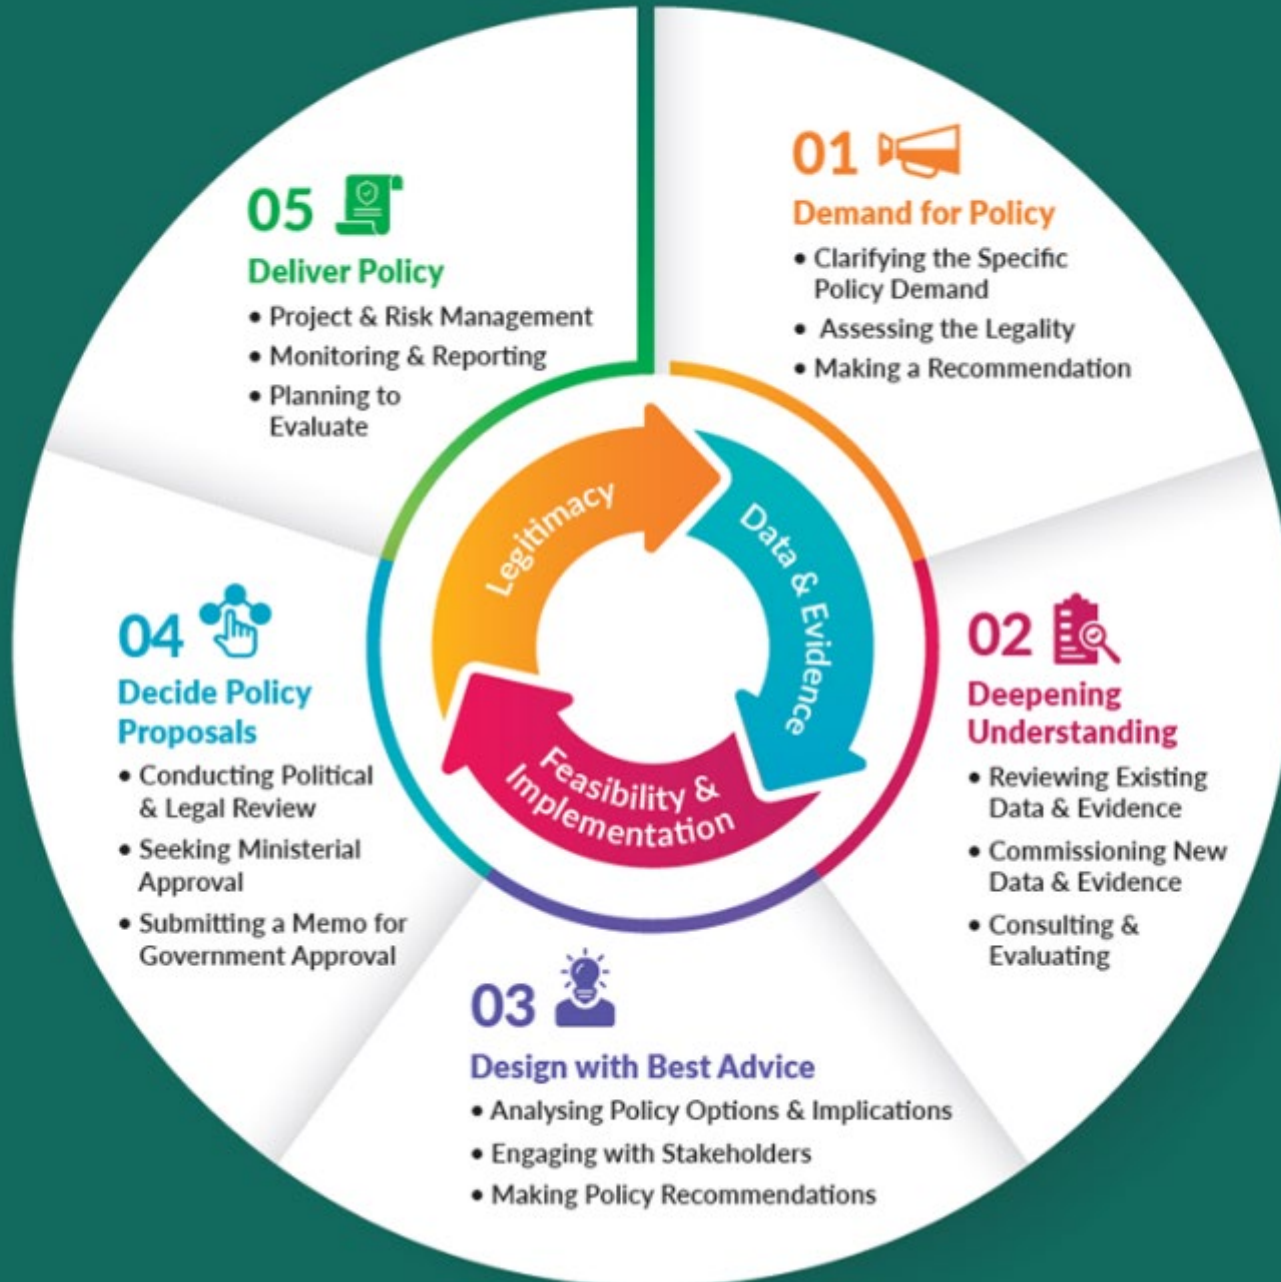 01
Demand for Policy
• Clarifying the Specific
Policy Demand
• Assessing the Legality
• Making a Recommendation
02
Deepening
Understanding
• Reviewing Existing
Data & Evidence
• Commissioning New
Data & Evidence
• Consulting &
Evaluating
03
Design with Best Advice
• Analysing Policy Options & Implications
• Engaging with Stakeholders
• Making Policy Recommendations
04
Decide Policy
Proposals
• Conducting Political
& Legal Review
• Seeking Ministerial
Approval
• Submitting a Memo for
Government Approval
05
Deliver Policy
• Project & Risk Management
• Monitoring & Reporting
• Planning to
Evaluate
Legitimacy
Data & Evidence
Feasibility &
Implementation